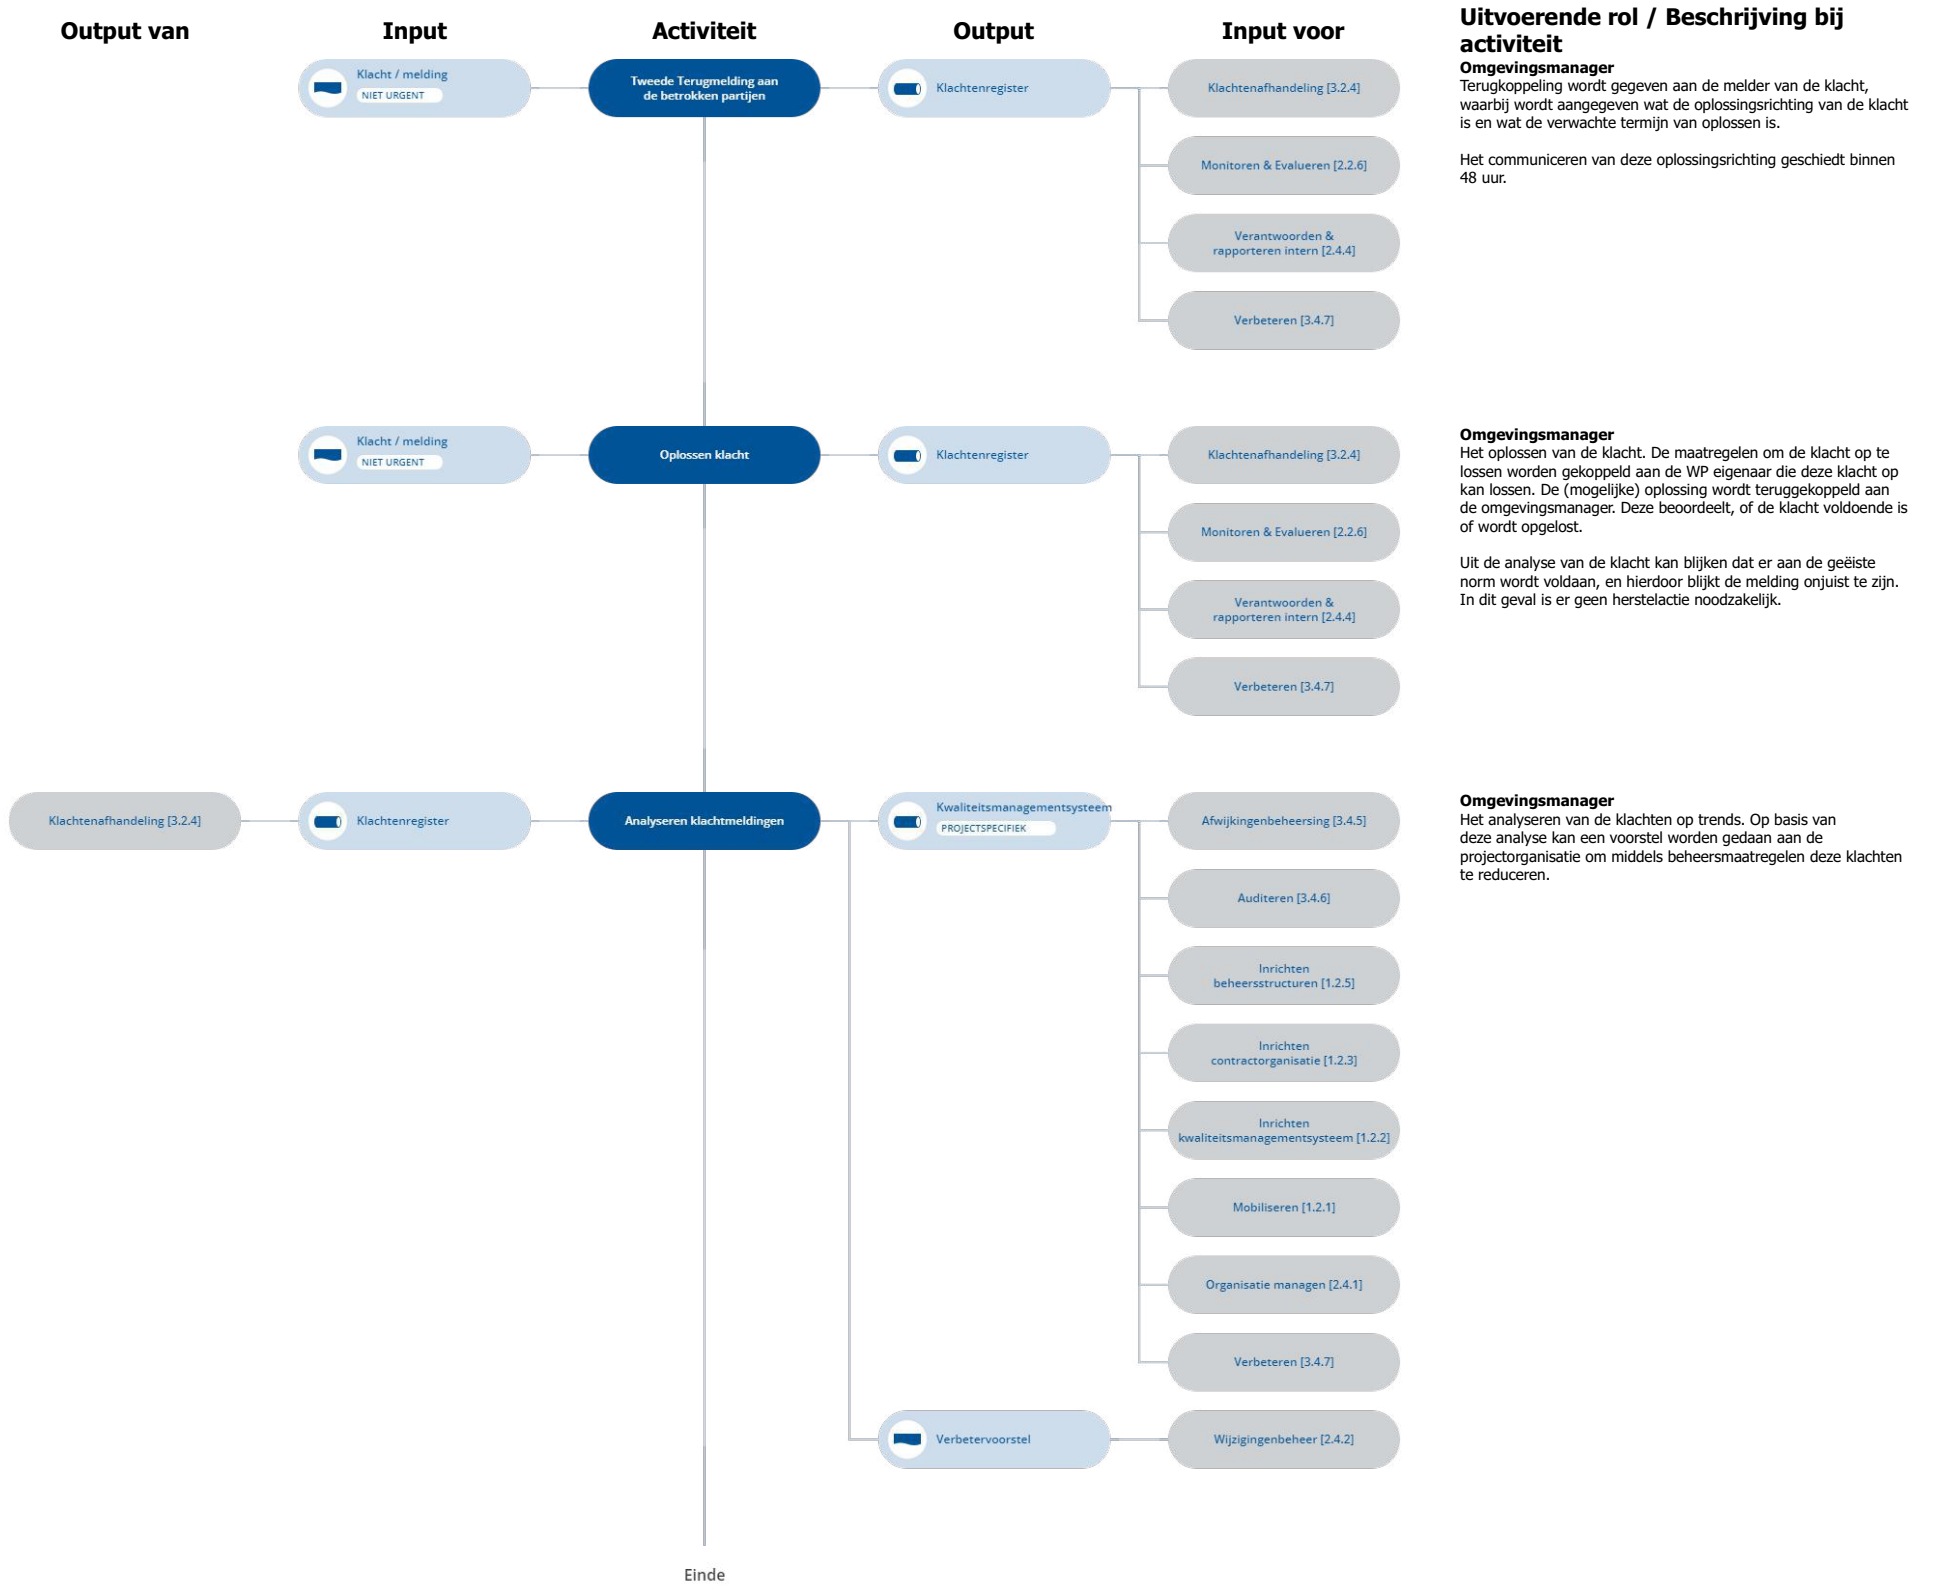 Output van
Input
Activiteit
Output
Input voor
Uitvoerende rol / Beschrijving bij
activiteit
Klacht / melding
NIET URGENT
Tweede Terugmelding aan
de betrokken partijen
Klachtenregister
Klachtenafhandeling [3.2.4]
Monitoren & Evalueren [2.2.6]
Verantwoorden &
rapporteren intern [2.4.4]
Verbeteren [3.4.7]
Omgevingsmanager
Terugkoppeling wordt gegeven aan de melder van de klacht,
waarbij wordt aangegeven wat de oplossingsrichting van de klacht
is en wat de verwachte termijn van oplossen is.
Het communiceren van deze oplossingsrichting geschiedt binnen
48 uur.
Klacht / melding
NIET URGENT
Oplossen klacht
Klachtenregister
Klachtenafhandeling [3.2.4]
Monitoren & Evalueren [2.2.6]
Verantwoorden &
rapporteren intern [2.4.4]
Verbeteren [3.4.7]
Omgevingsmanager
Het oplossen van de klacht. De maatregelen om de klacht op te
lossen worden gekoppeld aan de WP eigenaar die deze klacht op
kan lossen. De (mogelijke) oplossing wordt teruggekoppeld aan
de omgevingsmanager. Deze beoordeelt, of de klacht voldoende is
of wordt opgelost.
Uit de analyse van de klacht kan blijken dat er aan de geëiste
norm wordt voldaan, en hierdoor blijkt de melding onjuist te zijn.
In dit geval is er geen herstelactie noodzakelijk.
Klachtenafhandeling [3.2.4]
Klachtenregister
Analyseren klachtmeldingen
Kwaliteitsmanagementsysteem
PROJECTSPECIFIEK
Afwijkingenbeheersing [3.4.5]
Auditeren [3.4.6]
Inrichten
beheersstructuren [1.2.5]
Inrichten
contractorganisatie [1.2.3]
Inrichten
kwaliteitsmanagementsysteem [1.2.2]
Mobiliseren [1.2.1]
Organisatie managen [2.4.1]
Verbeteren [3.4.7]
Verbetervoorstel
Wijzigingenbeheer [2.4.2]
Omgevingsmanager
Het analyseren van de klachten op trends. Op basis van
deze analyse kan een voorstel worden gedaan aan de
projectorganisatie om middels beheersmaatregelen deze klachten
te reduceren.
Einde